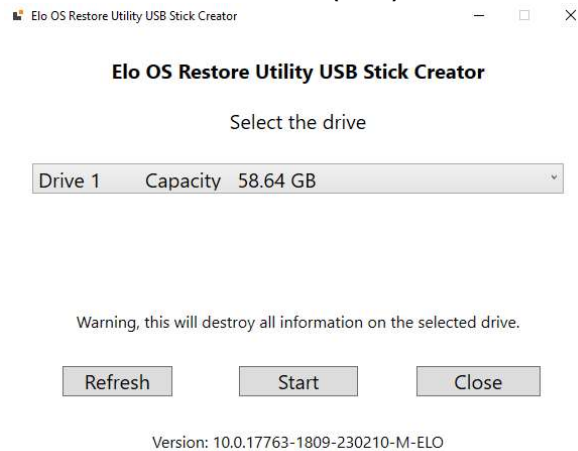 Elo OS Restore Utility USB Stick Creator
Elo OS Restore Utility USB Stick Creator
Select the drive
Drive 1 Capacity 58.64 GB
Warning, this will destroy all information on the selected drive.
Refresh Start Close
Version: 10.0.17763-1809-230210-M-ELO